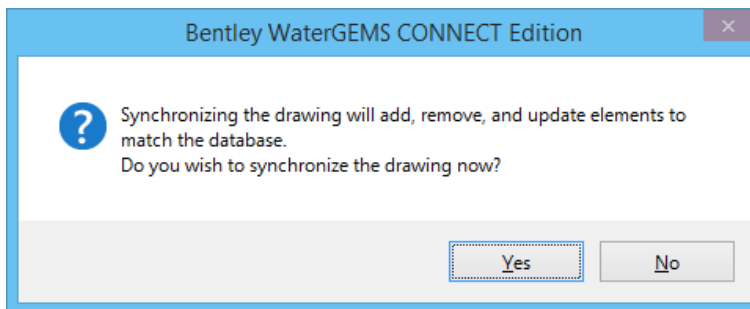 Bentley WaterGEMS CONNECT Edition
Synchronizing the drawing will add, remove, and update elements to
match the database.
Do you wish to synchronize the drawing now?
Yes
No